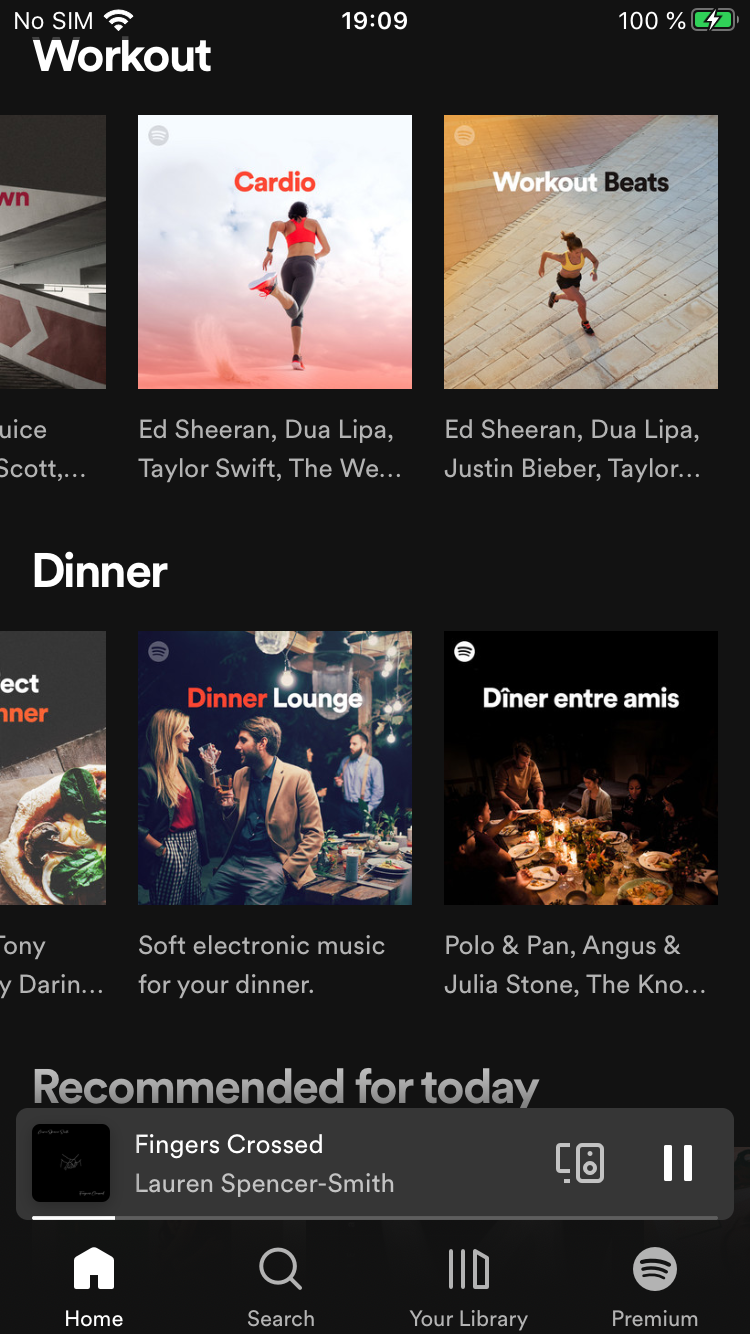 No SIM 19:09 100 %
Workout
wn
Cardio
Workout Beats
uice
Scott,…
Ed Sheeran, Dua Lipa,
Taylor Swift, The We…
Ed Sheeran, Dua Lipa,
Justin Bieber, Taylor…
Dinner
ect
nner
Dinner Lounge
Dîner entre amis
Tony
y Darin…
Soft electronic music
for your dinner.
Polo & Pan, Angus &
Julia Stone, The Kno…
Recommended for today
Fingers Crossed
Lauren Spencer-Smith
Home
Search
Your Library
Premium